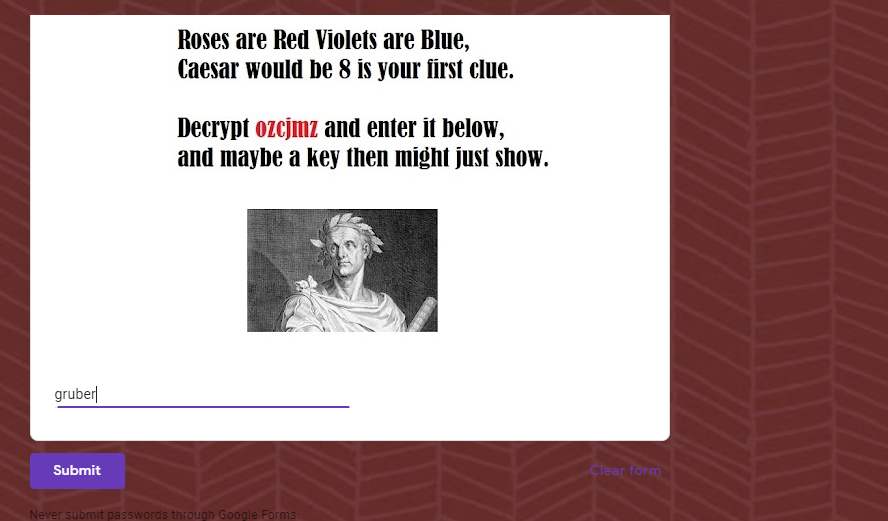 Roses are Red Violets are Blue,
Caesar would be 8 is your first clue.
Decrypt ozcjmz and enter it below,
and maybe a key then might just show.
gruber
Submit
Clear form
Never submit passwords through Google Forms.